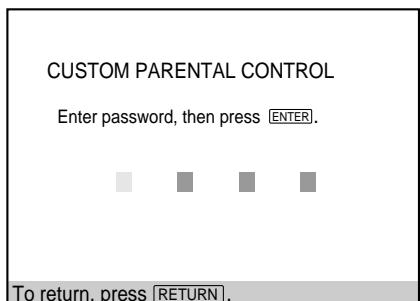 CUSTOM PARENTAL CONTROL
Enter password, then press ENTER.
To return, press RETURN.